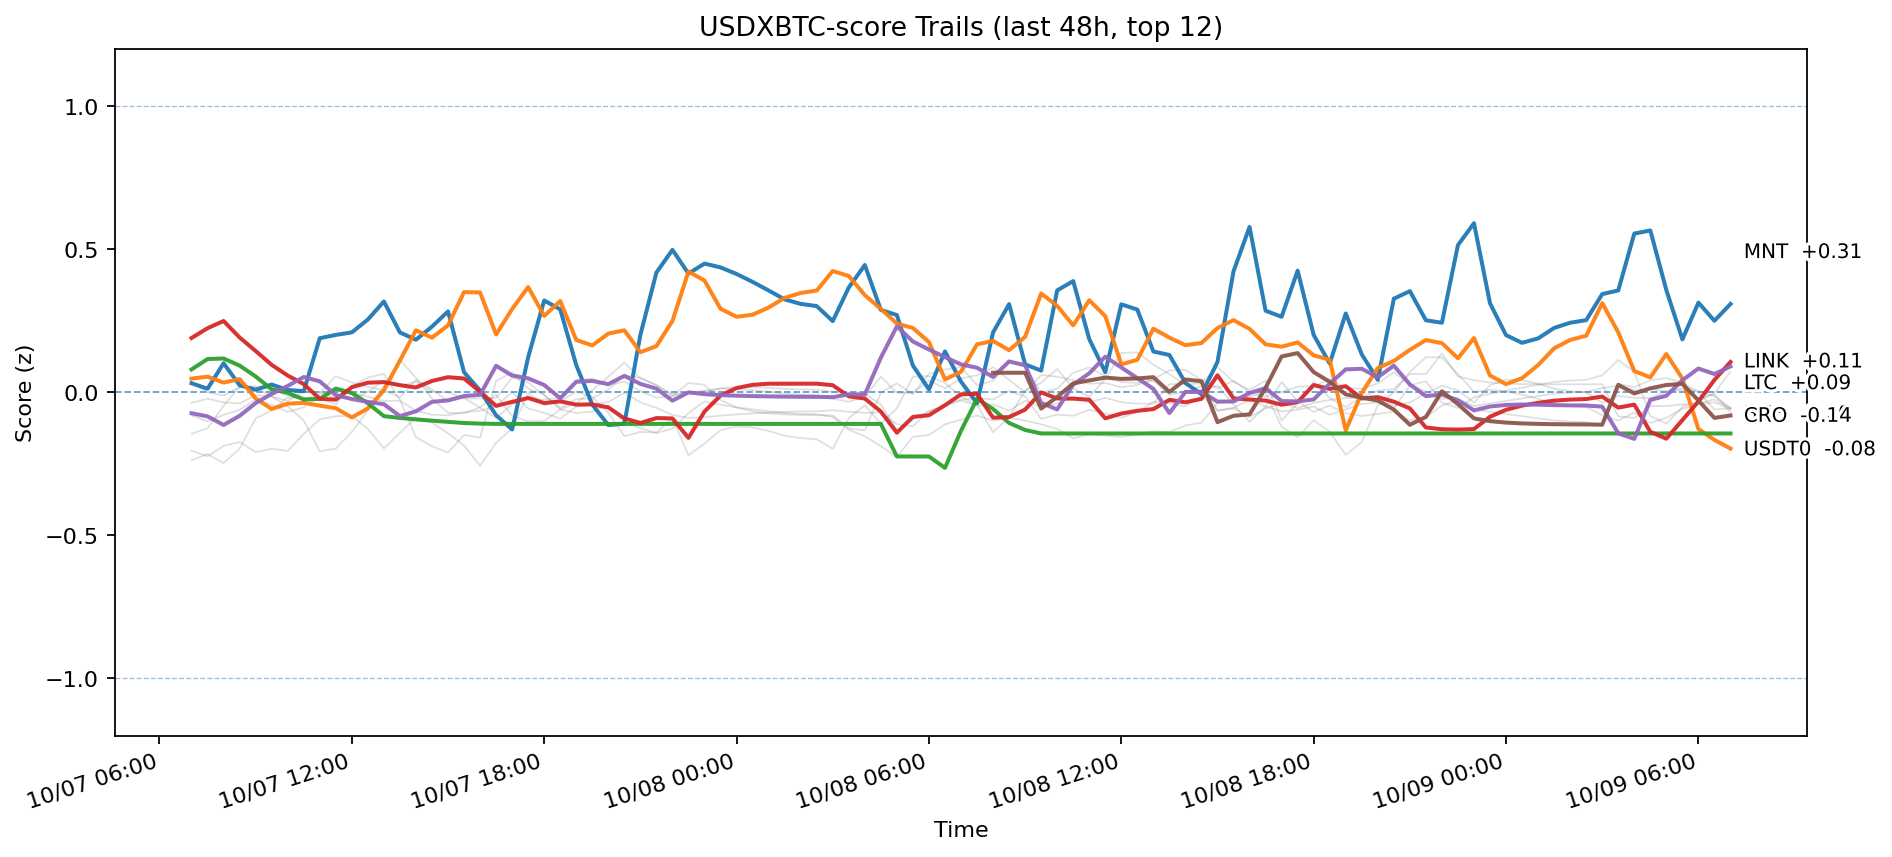 USDXBTC-score Trails (last 48h, top 12)
Score (z)
1.0
0.5
0.0
−0.5
−1.0
MNT +0.31
LINK +0.11
LTC +0.09
GRO -0.14
USDT0 -0.08
10/07 06:00
10/07 12:00
10/07 18:00
10/08 00:00
10/08 06:00
10/08 12:00
10/08 18:00
10/09 00:00
10/09 06:00
Time